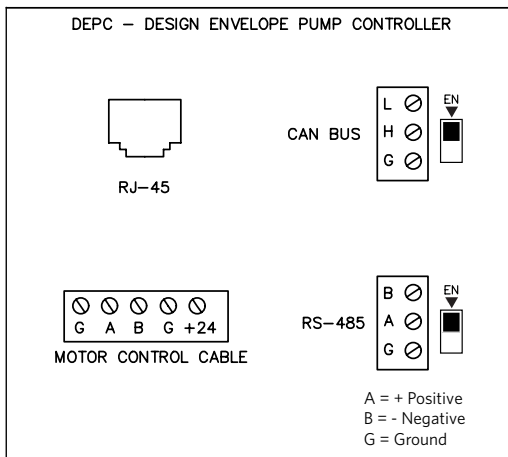 DEPC – DESIGN ENVELOPE PUMP CONTROLLER
RJ–45
CAN BUS
L
H
G
EN
G A B G +24
MOTOR CONTROL CABLE
RS–485
B
A
G
EN
A = + Positive
B = - Negative
G = Ground